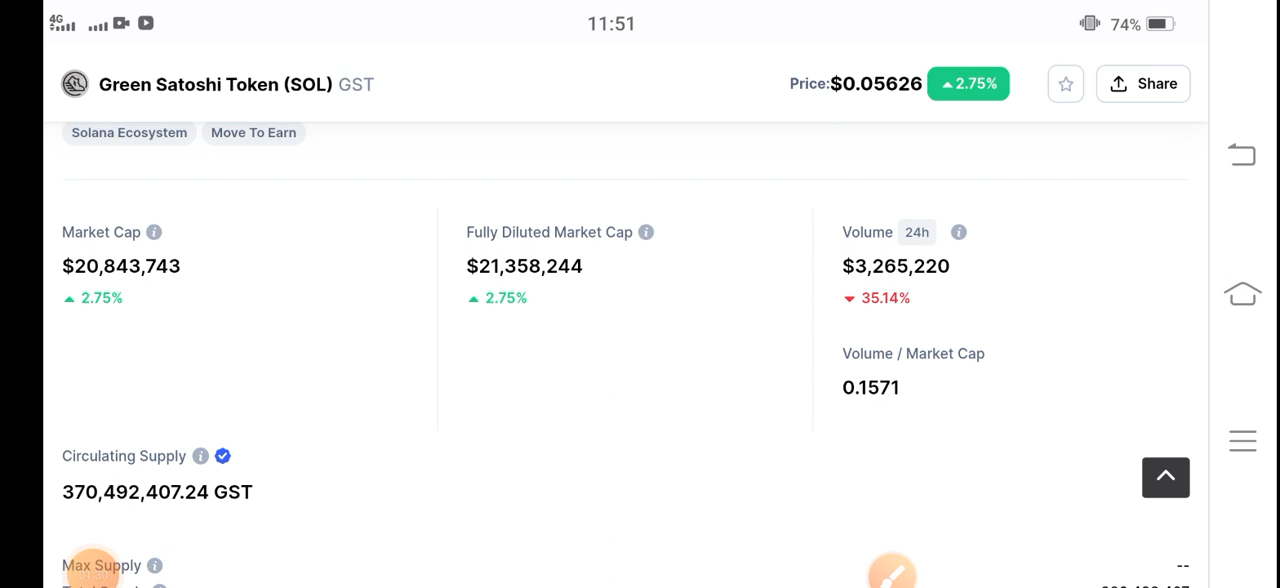 4G 11:51 74%
Green Satoshi Token (SOL) GST Price:$0.05626 2.75% Share
Solana Ecosystem Move To Earn
Market Cap Fully Diluted Market Cap Volume 24h
$20,843,743 $21,358,244 $3,265,220
2.75% 2.75% 35.14%
Volume / Market Cap
0.1571
Circulating Supply
370,492,407.24 GST
Max Supply --
01:30